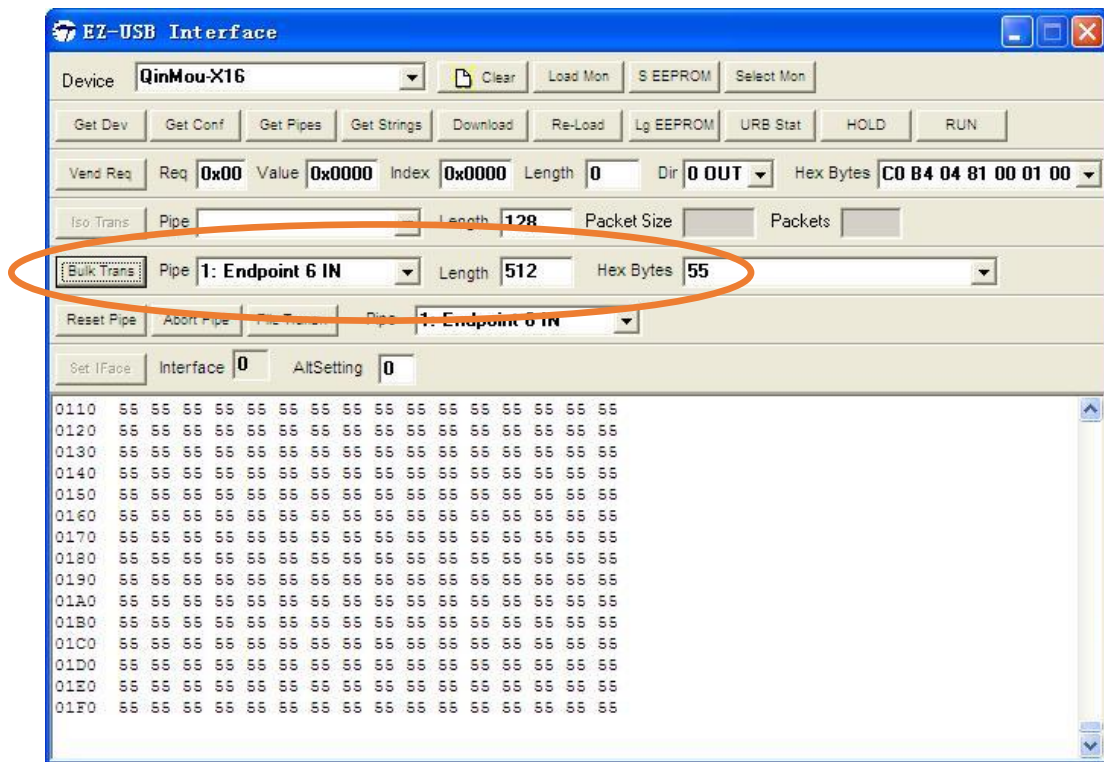 EZ-USB Interface
Device QinMou-X16 Clear Load Mon S EEPROM Select Mon
Get Dev Get Conf Get Pipes Get Strings Download Re-Load Lg EEPROM URB Stat HOLD RUN
Vend Req Req 0x00 Value 0x0000 Index 0x0000 Length 0 Dir 0 OUT Hex Bytes C0 B4 04 81 00 01 00
Iso Trans Pipe Length 128 Packet Size Packets
Bulk Trans Pipe 1: Endpoint 6 IN Length 512 Hex Bytes 55
Reset Pipe Abort Pipe Pipe 1: Endpoint 6 IN
Set IFace Interface 0 AltSetting 0
0110 55 55 55 55 55 55 55 55 55 55 55 55 55 55 55 55
0120 55 55 55 55 55 55 55 55 55 55 55 55 55 55 55 55
0130 55 55 55 55 55 55 55 55 55 55 55 55 55 55 55 55
0140 55 55 55 55 55 55 55 55 55 55 55 55 55 55 55 55
0150 55 55 55 55 55 55 55 55 55 55 55 55 55 55 55 55
0160 55 55 55 55 55 55 55 55 55 55 55 55 55 55 55 55
0170 55 55 55 55 55 55 55 55 55 55 55 55 55 55 55 55
0180 55 55 55 55 55 55 55 55 55 55 55 55 55 55 55 55
0190 55 55 55 55 55 55 55 55 55 55 55 55 55 55 55 55
01A0 55 55 55 55 55 55 55 55 55 55 55 55 55 55 55 55
01B0 55 55 55 55 55 55 55 55 55 55 55 55 55 55 55 55
01C0 55 55 55 55 55 55 55 55 55 55 55 55 55 55 55 55
01D0 55 55 55 55 55 55 55 55 55 55 55 55 55 55 55 55
01E0 55 55 55 55 55 55 55 55 55 55 55 55 55 55 55 55
01F0 55 55 55 55 55 55 55 55 55 55 55 55 55 55 55 55